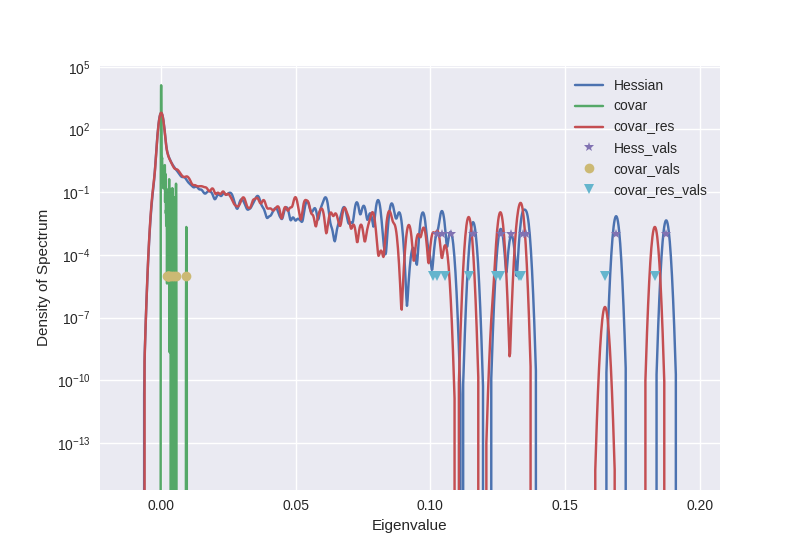 10^5
10^2
10^−1
10^−4
10^−7
10^−10
10^−13
Density of Spectrum
Hessian
covar
covar_res
Hess_vals
covar_vals
covar_res_vals
0.00 0.05 0.10 0.15 0.20
Eigenvalue